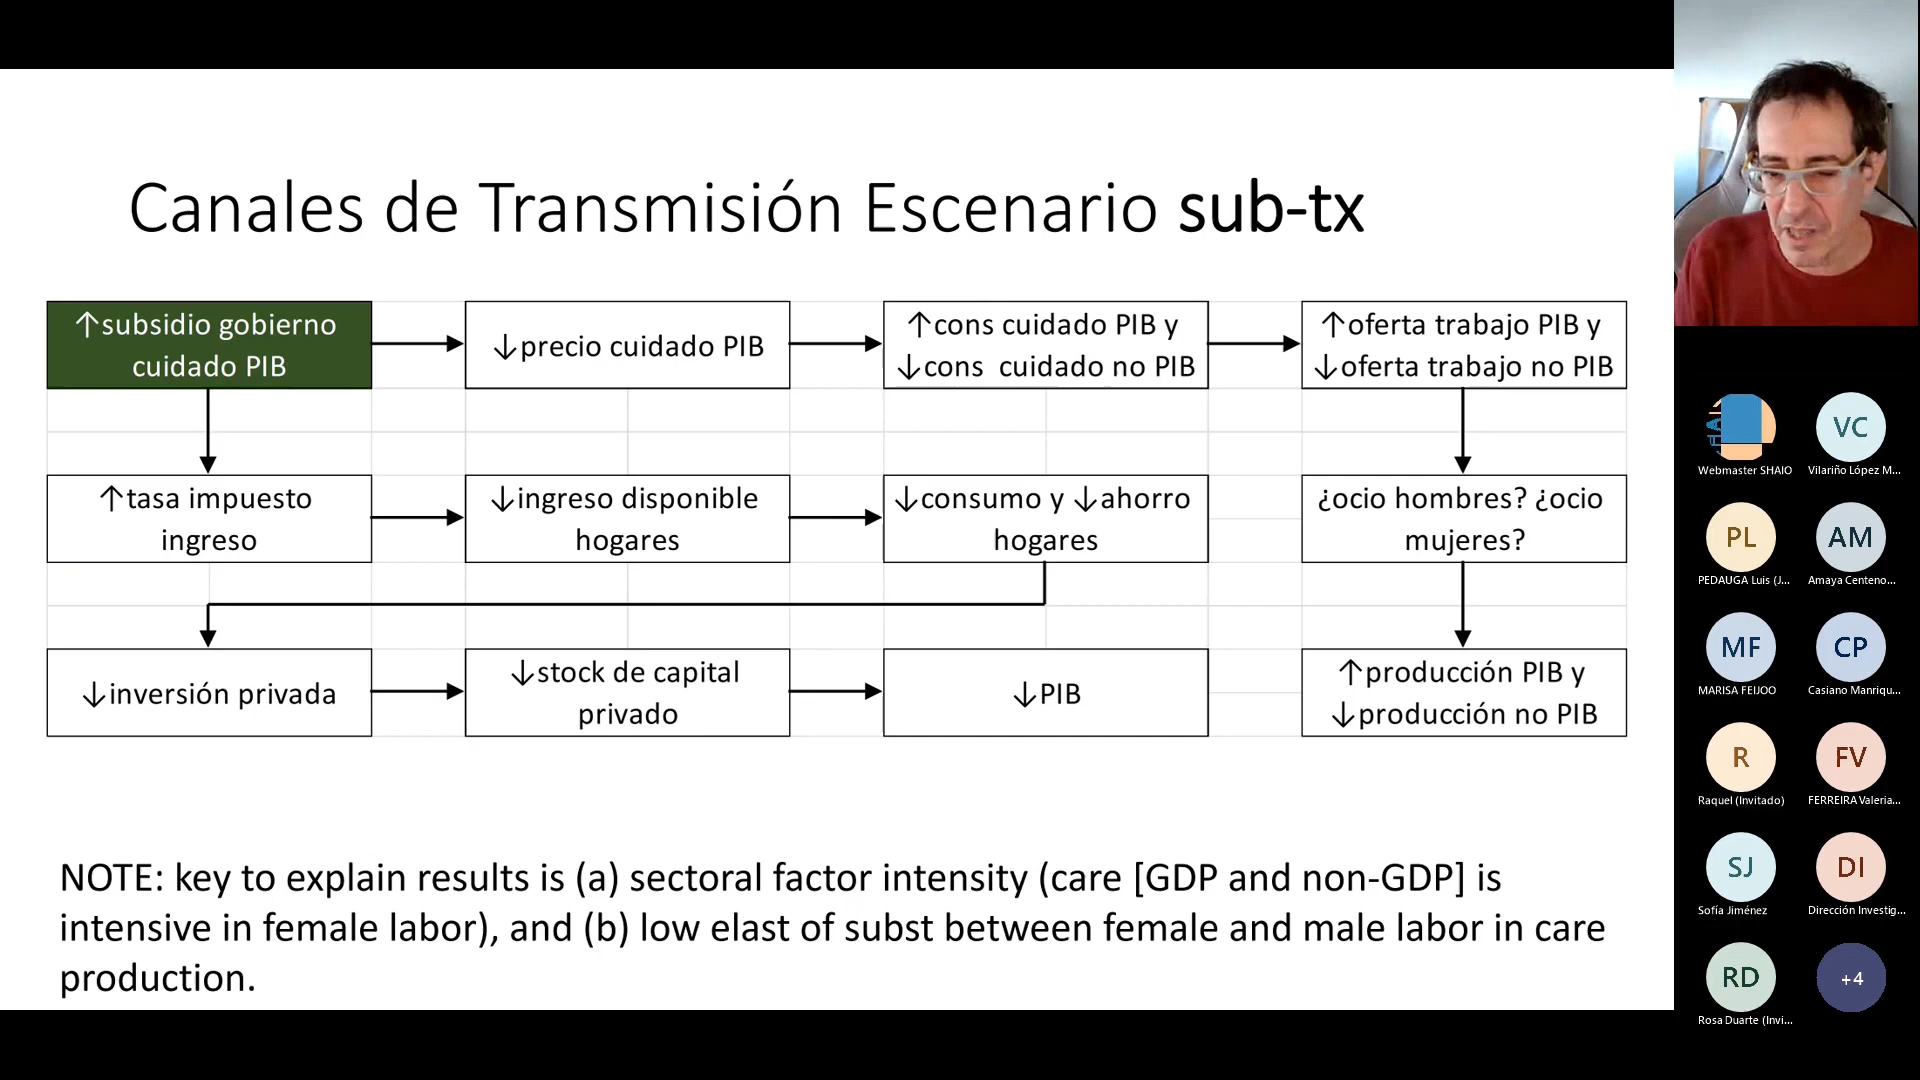 Canales de Transmisión Escenario sub-tx
↑subsidio gobierno
cuidado PIB
↓precio cuidado PIB
↑cons cuidado PIB y
↓cons cuidado no PIB
↑oferta trabajo PIB y
↓oferta trabajo no PIB
↑tasa impuesto
ingreso
↓ingreso disponible
hogares
↓consumo y ↓ahorro
hogares
¿ocio hombres? ¿ocio
mujeres?
↓inversión privada
↓stock de capital
privado
↓PIB
↑producción PIB y
↓producción no PIB
NOTE: key to explain results is (a) sectoral factor intensity (care [GDP and non-GDP] is
intensive in female labor), and (b) low elast of subst between female and male labor in care
production.
Webmaster SHAIO
VC
Vilariño López M...
PL
PEDAUGA Luis (J...
AM
Amaya Centeno...
MF
MARISA FEIJOO
CP
Casiano Manriqu...
R
Raquel (Invitado)
FV
FERREIRA Valeria...
SJ
Sofía Jiménez
DI
Dirección Investig...
RD
Rosa Duarte (Invi...
+4